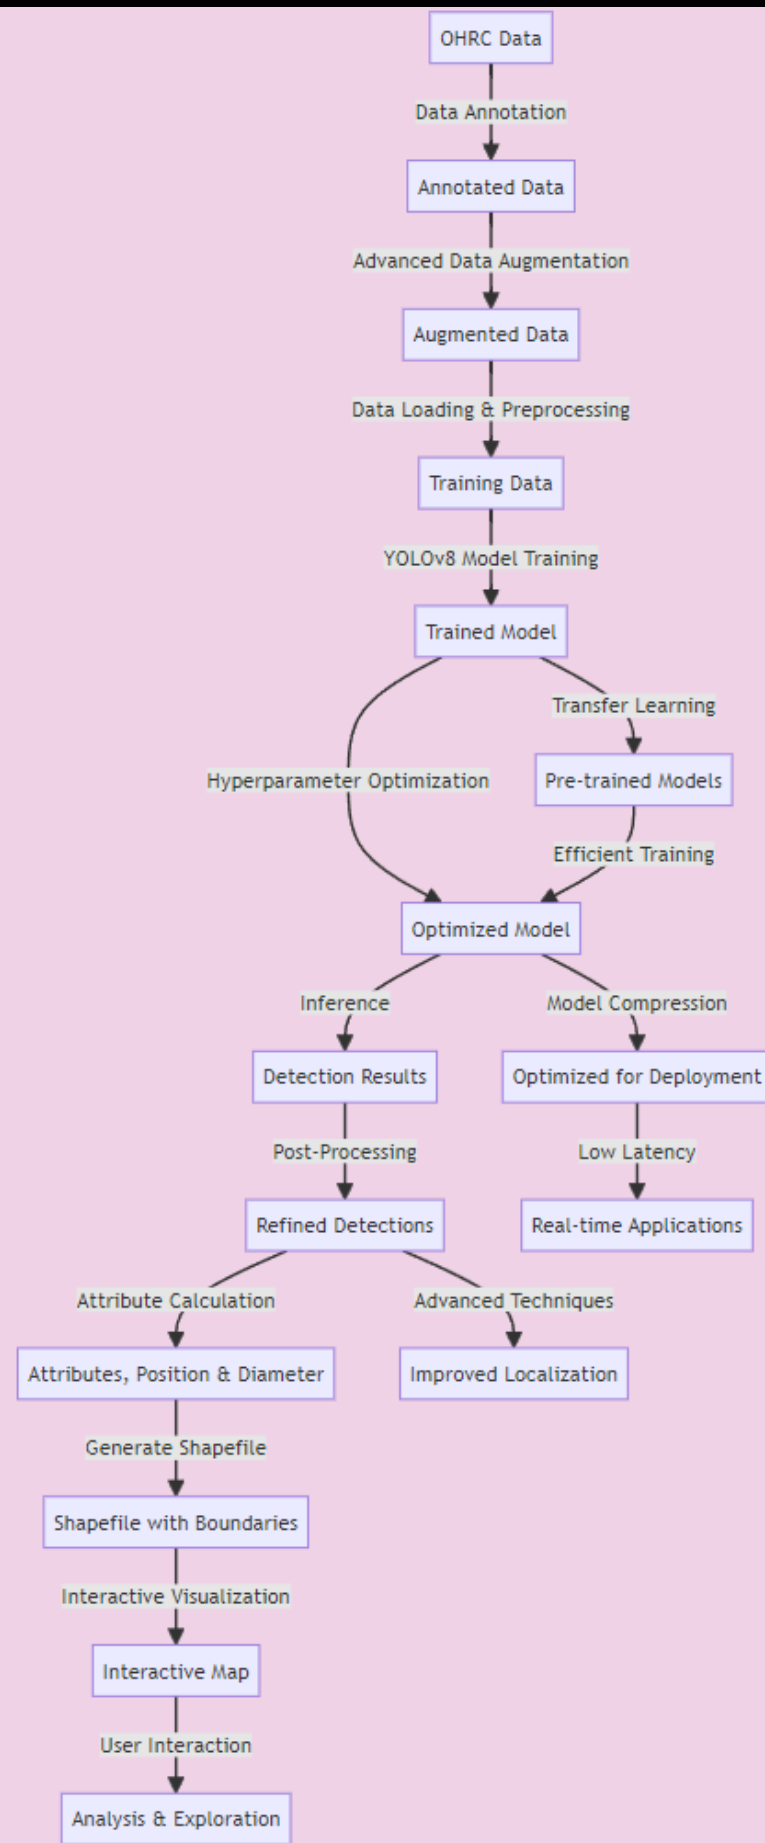 OHRC Data
Data Annotation
Annotated Data
Advanced Data Augmentation
Augmented Data
Data Loading & Preprocessing
Training Data
YOLOv8 Model Training
Trained Model
Transfer Learning
Hyperparameter Optimization
Pre-trained Models
Efficient Training
Optimized Model
Inference
Model Compression
Detection Results
Optimized for Deployment
Post-Processing
Low Latency
Refined Detections
Real-time Applications
Attribute Calculation
Advanced Techniques
Attributes, Position & Diameter
Improved Localization
Generate Shapefile
Shapefile with Boundaries
Interactive Visualization
Interactive Map
User Interaction
Analysis & Exploration